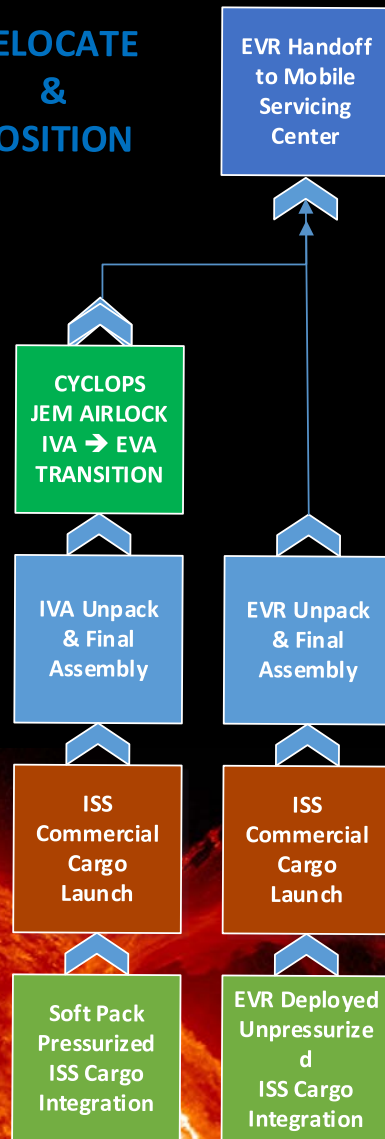 ELOCATE
&
OSITION
EVR Handoff
to Mobile
Servicing
Center
CYCLOPS
JEM AIRLOCK
IVA → EVA
TRANSITION
IVA Unpack
& Final
Assembly
EVR Unpack
& Final
Assembly
ISS
Commercial
Cargo
Launch
ISS
Commercial
Cargo
Launch
Soft Pack
Pressurized
ISS Cargo
Integration
EVR Deployed
Unpressurize
d
ISS Cargo
Integration